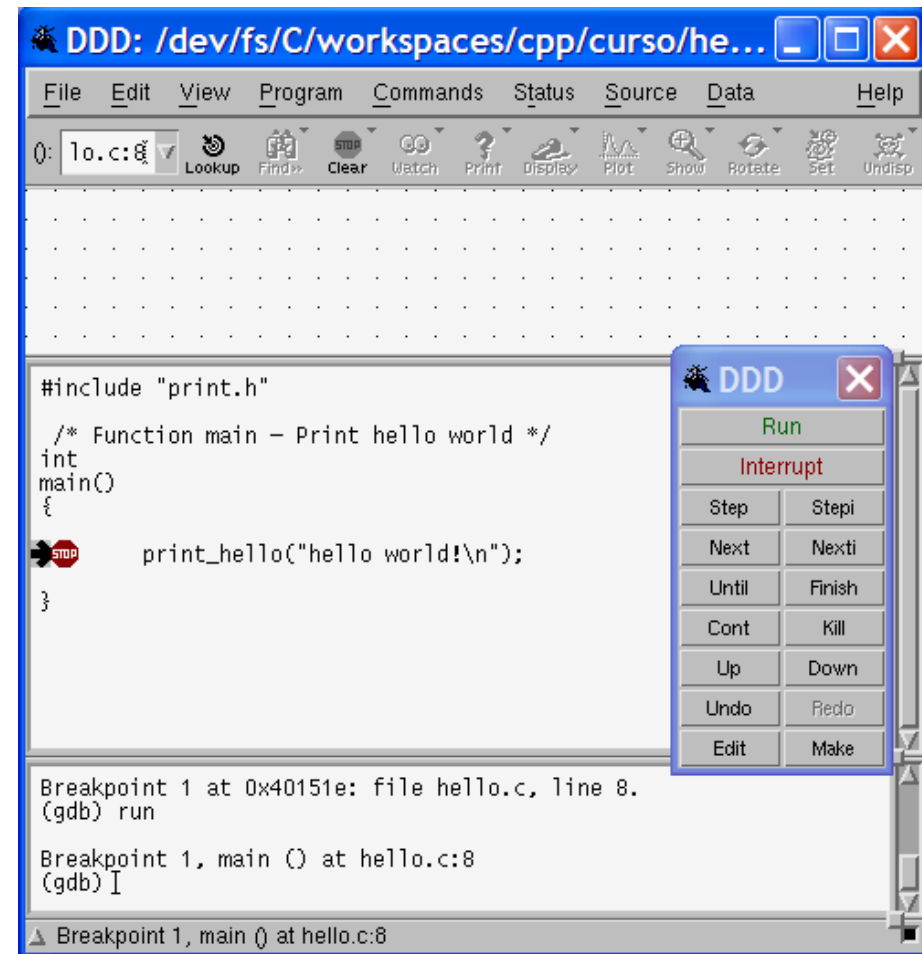 DDD: /dev/fs/C/workspaces/cpp/curso/he...
File Edit View Program Commands Status Source Data Help
(): lo.c:8 Lookup Find» Clear Watch Print Display Plot Show Rotate Set Undisp
STOP
#include "print.h"
/* Function main – Print hello world */
int
main()
{
STOP print_hello("hello world!\n");
}
DDD
Run
Interrupt
Step Stepi
Next Nexti
Until Finish
Cont Kill
Up Down
Undo Redo
Edit Make
Breakpoint 1 at 0x40151e: file hello.c, line 8.
(gdb) run
Breakpoint 1, main () at hello.c:8
(gdb)
Breakpoint 1, main () at hello.c:8